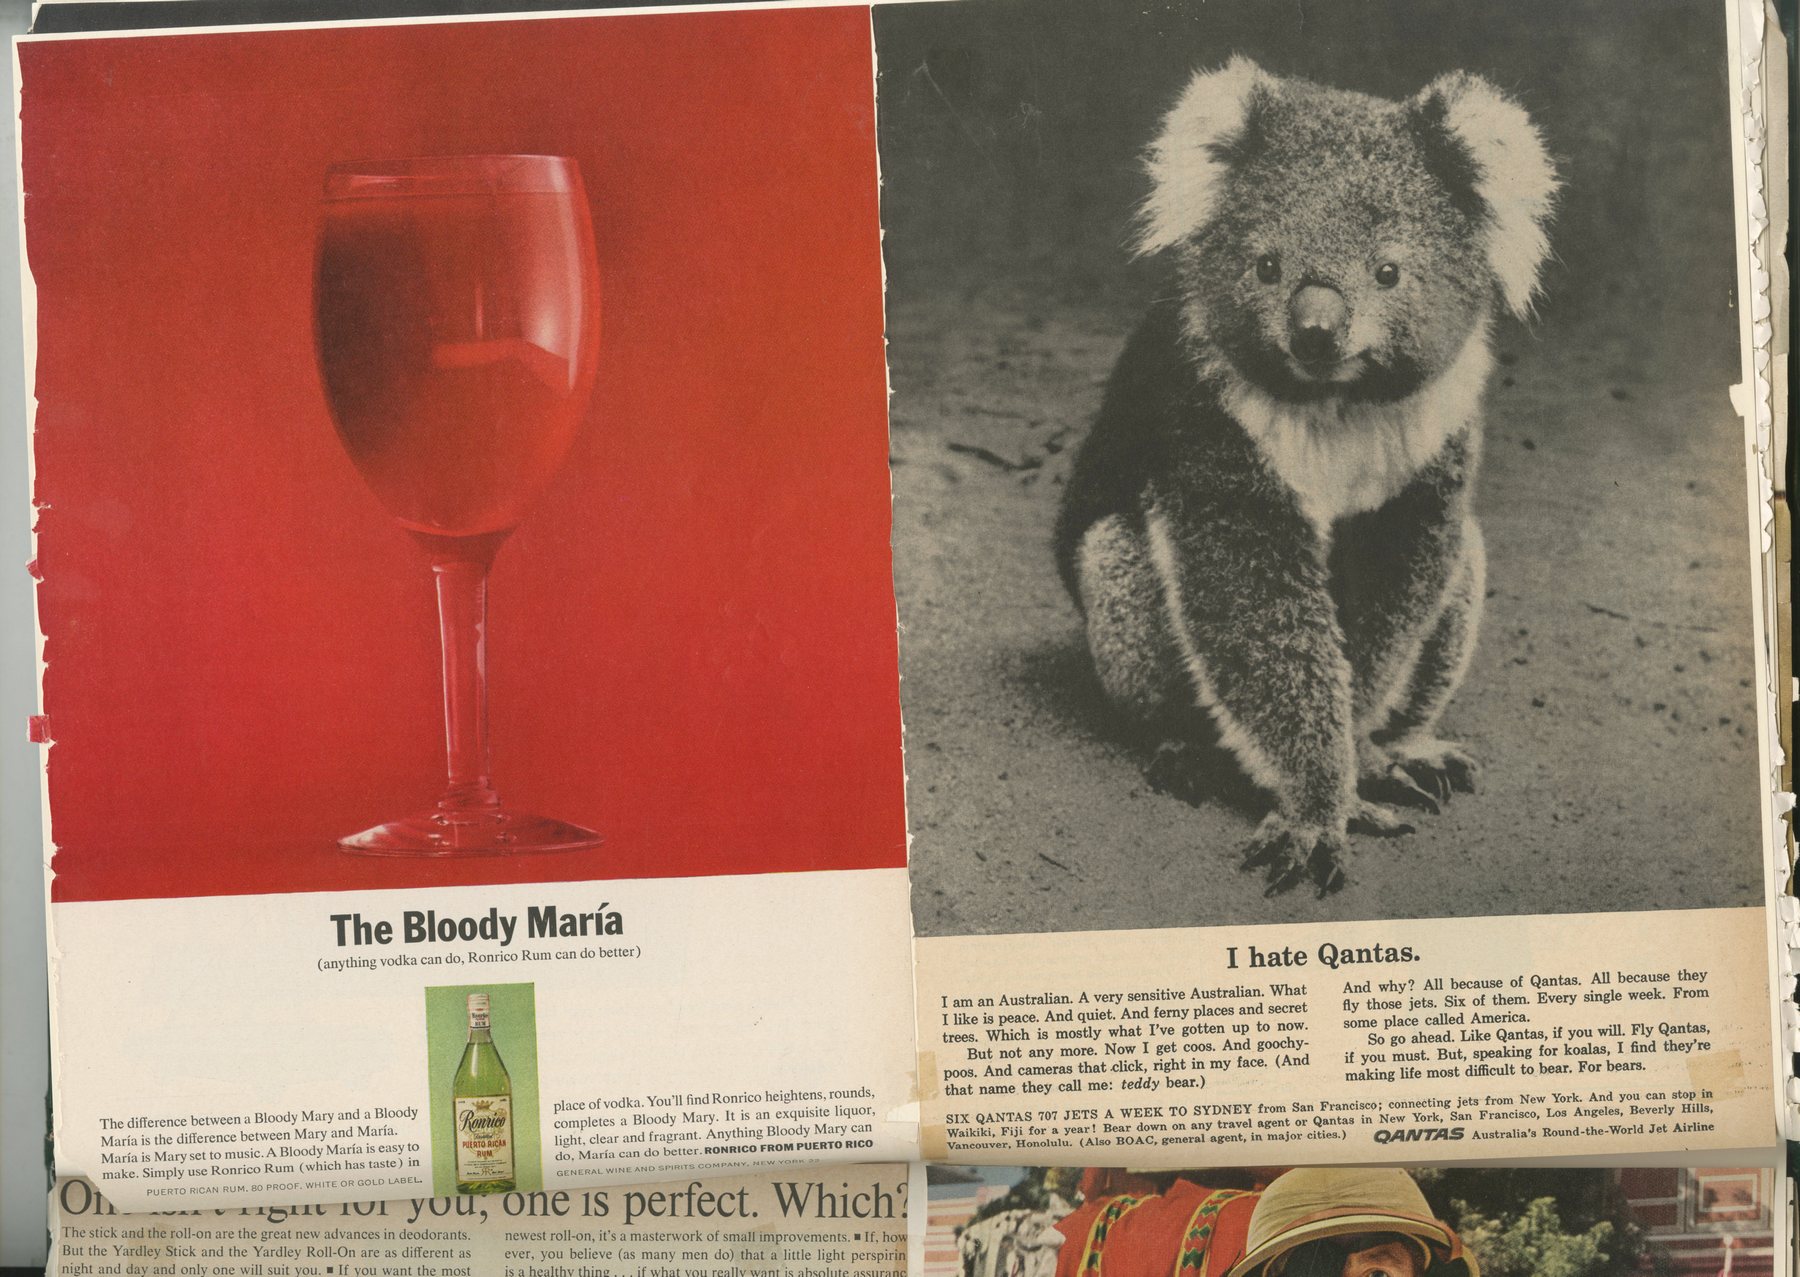 The Bloody María
(anything vodka can do, Ronrico Rum can do better)
The difference between a Bloody Mary and a Bloody
María is the difference between Mary and María.
María is Mary set to music. A Bloody María is easy to
make. Simply use Ronrico Rum (which has taste) in
PUERTO RICAN RUM. 80 PROOF. WHITE OR GOLD LABEL.
Ronrico
RUM
Ronrico
PUERTO RICAN
RUM
place of vodka. You'll find Ronrico heightens, rounds,
completes a Bloody Mary. It is an exquisite liquor,
light, clear and fragrant. Anything Bloody Mary can
do, María can do better. RONRICO FROM PUERTO RICO
GENERAL WINE AND SPIRITS COMPANY, NEW YORK 22
I hate Qantas.
I am an Australian. A very sensitive Australian. What
I like is peace. And quiet. And ferny places and secret
trees. Which is mostly what I've gotten up to now.
But not any more. Now I get coos. And goochy-
poos. And cameras that click, right in my face. (And
that name they call me: teddy bear.)
And why? All because of Qantas. All because they
fly those jets. Six of them. Every single week. From
some place called America.
So go ahead. Like Qantas, if you will. Fly Qantas,
if you must. But, speaking for koalas, I find they're
making life most difficult to bear. For bears.
SIX QANTAS 707 JETS A WEEK TO SYDNEY from San Francisco; connecting jets from New York. And you can stop in
Waikiki, Fiji for a year! Bear down on any travel agent or Qantas in New York, San Francisco, Los Angeles, Beverly Hills,
Vancouver, Honolulu. (Also BOAC, general agent, in major cities.) QANTAS Australia's Round-the-World Jet Airline
One isn't right for you; one is perfect. Which?
The stick and the roll-on are the great new advances in deodorants.
But the Yardley Stick and the Yardley Roll-On are as different as
night and day and only one will suit you. ■ If you want the most
newest roll-on, it's a masterwork of small improvements. ■ If, how
ever, you believe (as many men do) that a little light perspirin
is a healthy thing . . . if what you really want is absolute assuranc